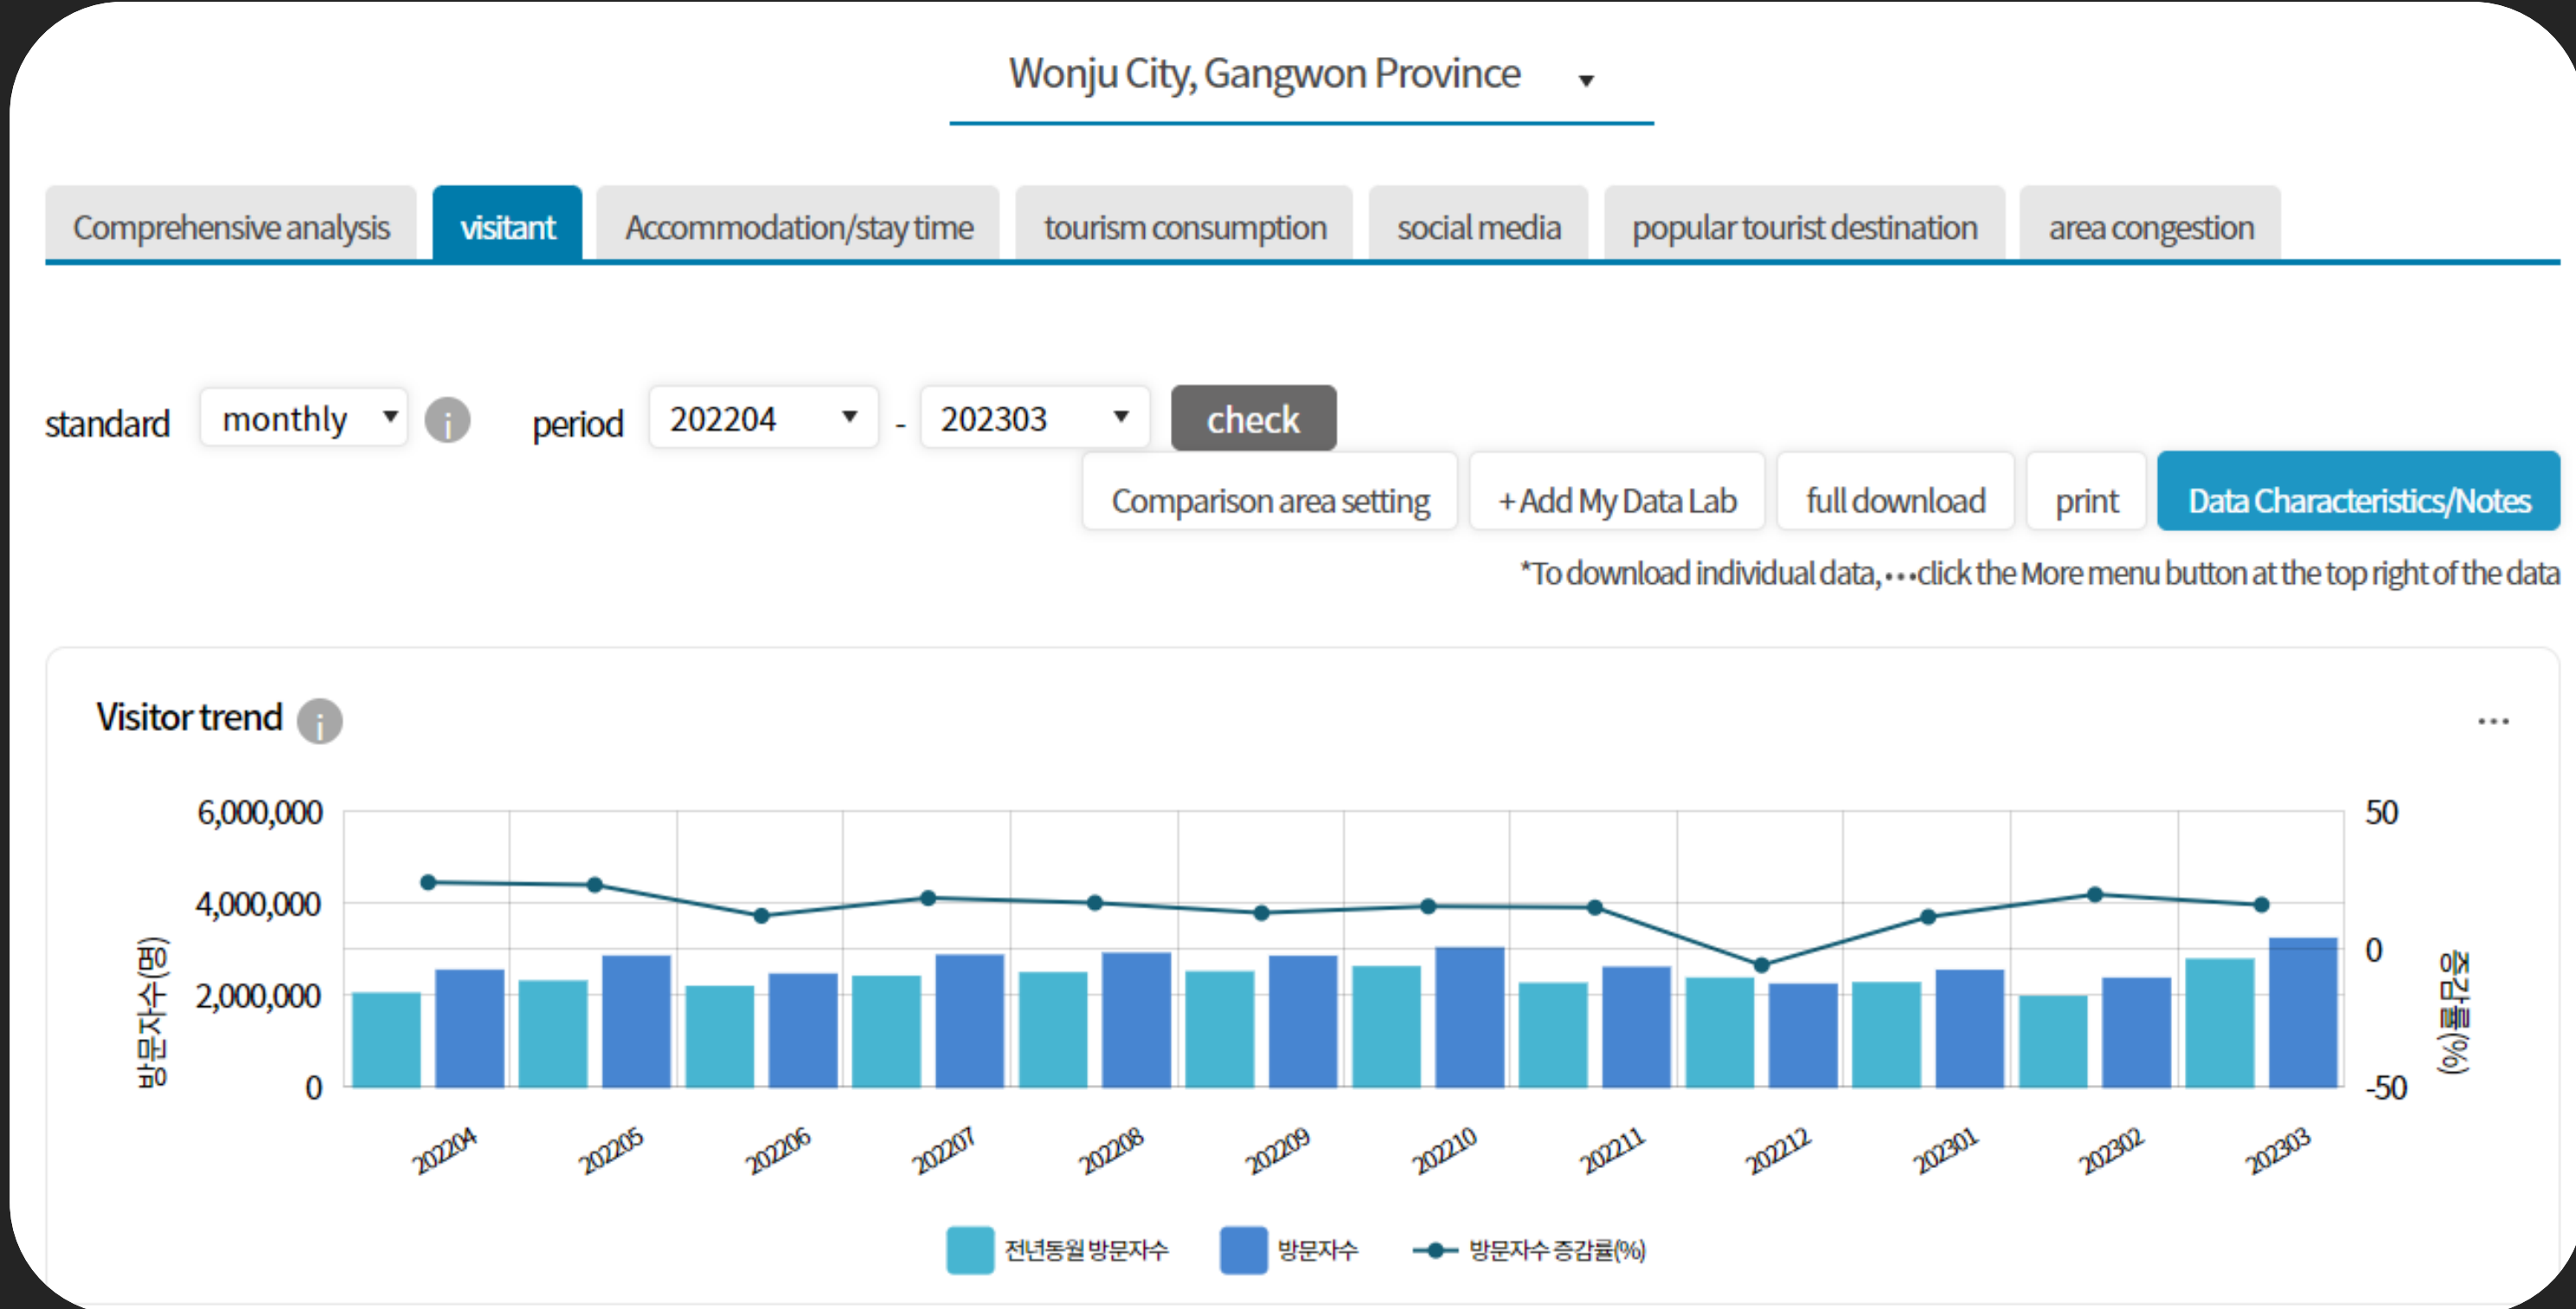 Wonju City, Gangwon Province
Comprehensive analysis visitant Accommodation/stay time tourism consumption social media popular tourist destination area congestion
standard monthly i period 202204 - 202303 check
Comparison area setting + Add My Data Lab full download print Data Characteristics/Notes
*To download individual data, ••• click the More menu button at the top right of the data
Visitor trend i ...
방문자수(명)
6,000,000
4,000,000
2,000,000
0
50
0
-50
증감률(%)
202204 202205 202206 202207 202208 202209 202210 202211 202212 202301 202302 202303
전년동월 방문자수 방문자수 방문자수 증감률(%)